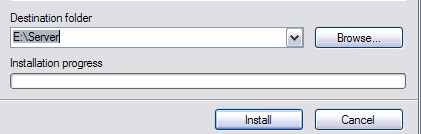 Destination folder
E:\Server
Browse...
Installation progress
Install
Cancel